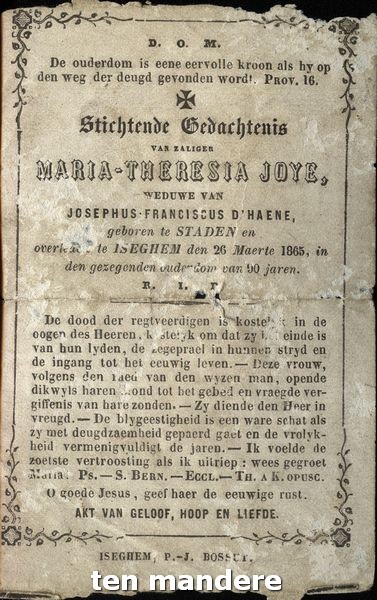 D. O. M.
De ouderdom is eene eervolle kroon als hy op
den weg der deugd gevonden wordt. Prov. 16.
✠
Stichtende Gedachtenis
VAN ZALIGER
MARIA-THERESIA JOYE,
WEDUWE VAN
JOSEPHUS-FRANCISCUS D'HAENE,
geboren te STADEN en
te ISEGHEM den 26 Maerte 1865, in
den gezegenden ouderdom van 90 jaren.
R. I. P.
De dood der regtveerdigen is in de
oogen des Heeren, om dat zy einde is
van hun lyden, de zegeprael in hunnen stryd en
de ingang tot het eeuwig leven. — Deze vrouw,
volgens den raed van den wyzen man, opende
dikwyls haren mond tot het gebed en vraegde ver-
giffenis van hare zonden. — Zy diende den Heer in
vreugd. — De blygeestigheid is een ware schat als
zy met deugdzaemheid gepaerd gaet en de vrolyk-
heid vermenigvuldigt de jaren. — Ik voelde de
zoetste vertroosting als ik uitriep : wees gegroet
Maria. Ps. — S. BERN. — ECCL. — TH. A K. OPUSC.
O goede Jesus, geef haer de eeuwige rust.
AKT VAN GELOOF, HOOP EN LIEFDE.
ISEGHEM, P.-J. BOSSUT.
ten mandere